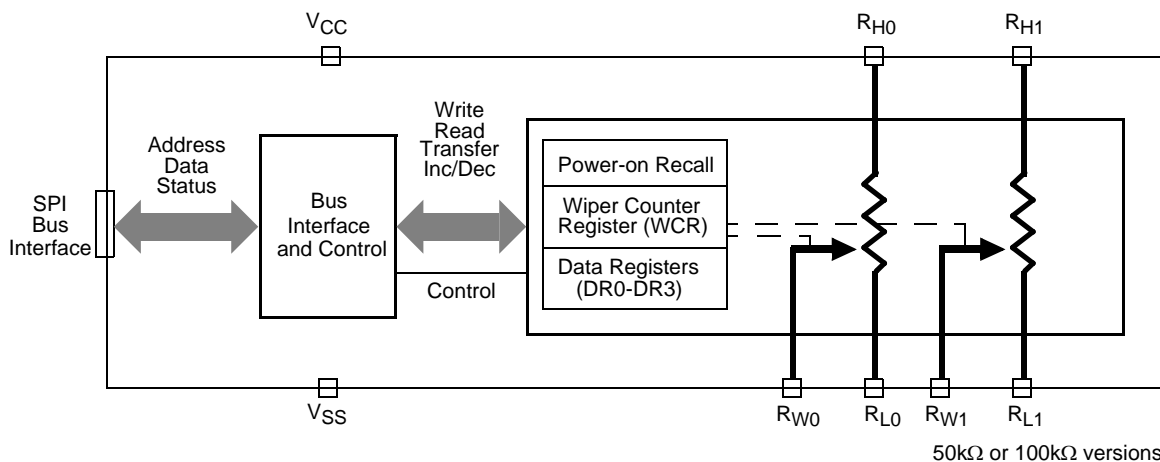 VCC
RH0
RH1
Write
Read
Transfer
Inc/Dec
Address
Data
Status
SPI
Bus
Interface
Bus
Interface
and Control
Control
Power-on Recall
Wiper Counter
Register (WCR)
Data Registers
(DR0-DR3)
VSS
RW0
RL0
RW1
RL1
50kΩ or 100kΩ versions